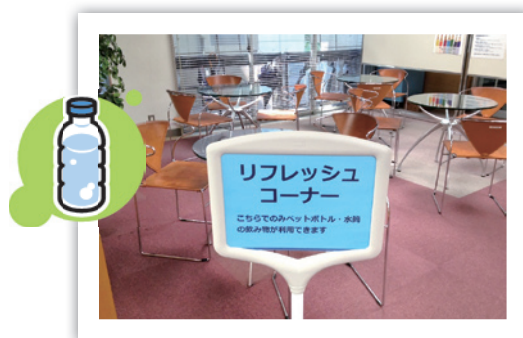 リフレッシュ
コーナー
こちらでのみペットボトル・水筒
の飲み物が利用できます